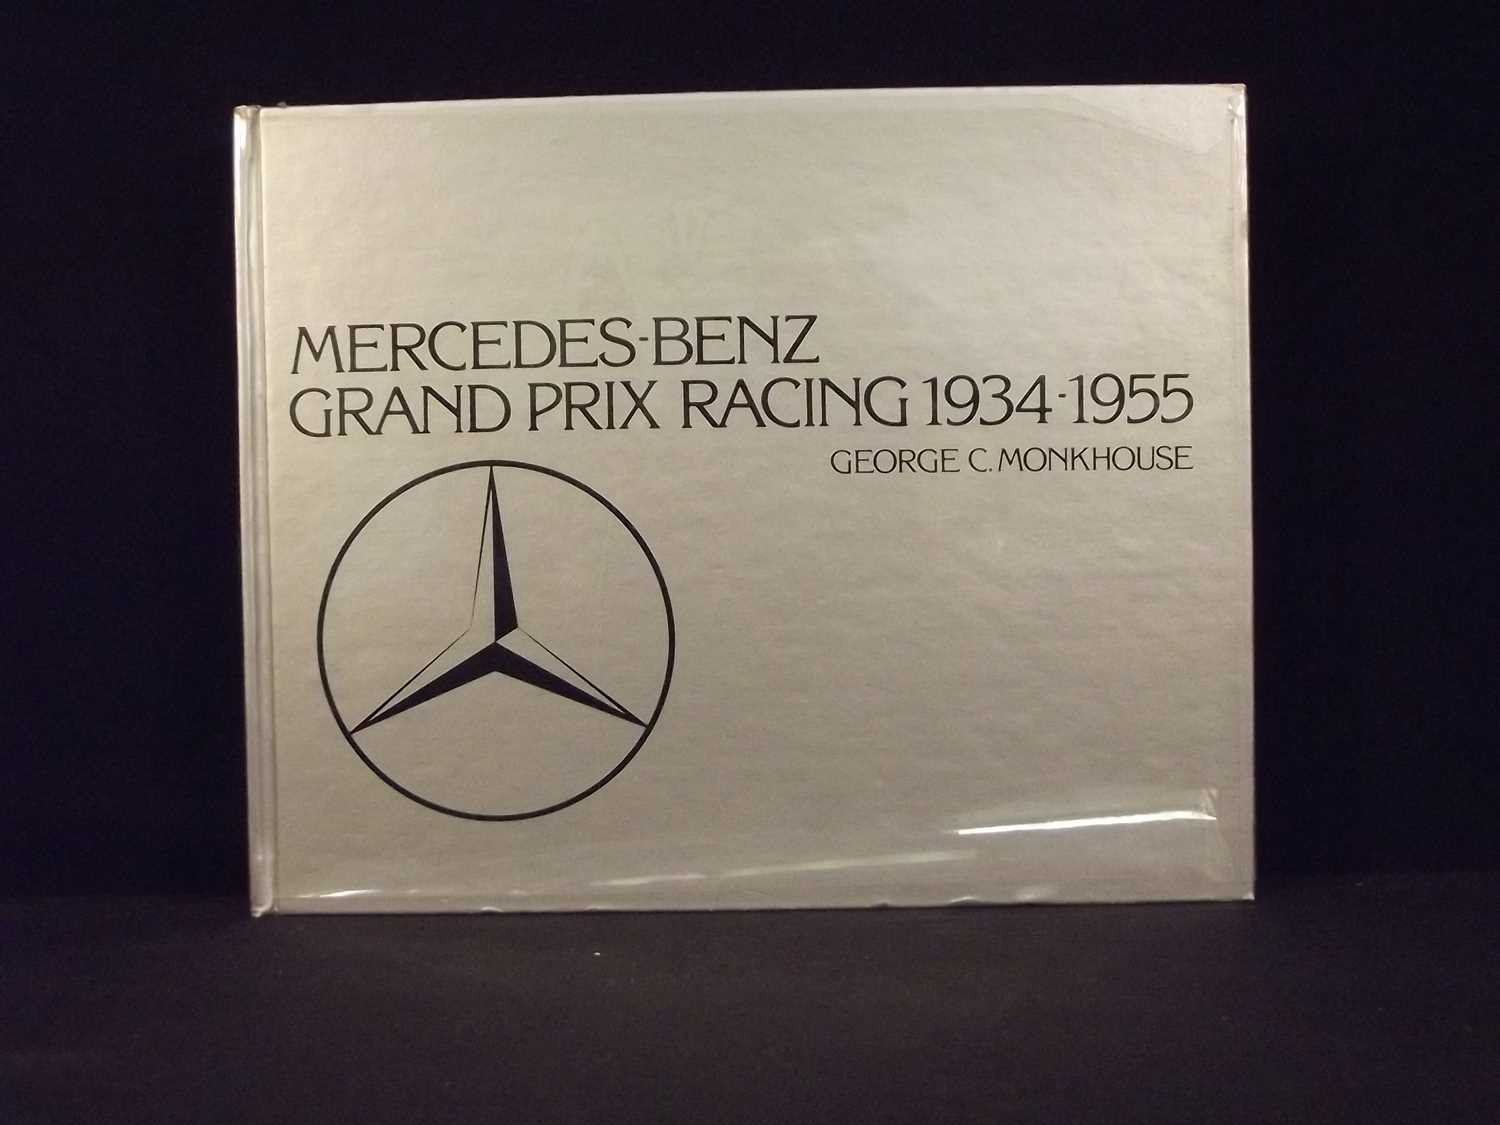 MERCEDES-BENZ
GRAND PRIX RACING 1934-1955
GEORGE C. MONKHOUSE